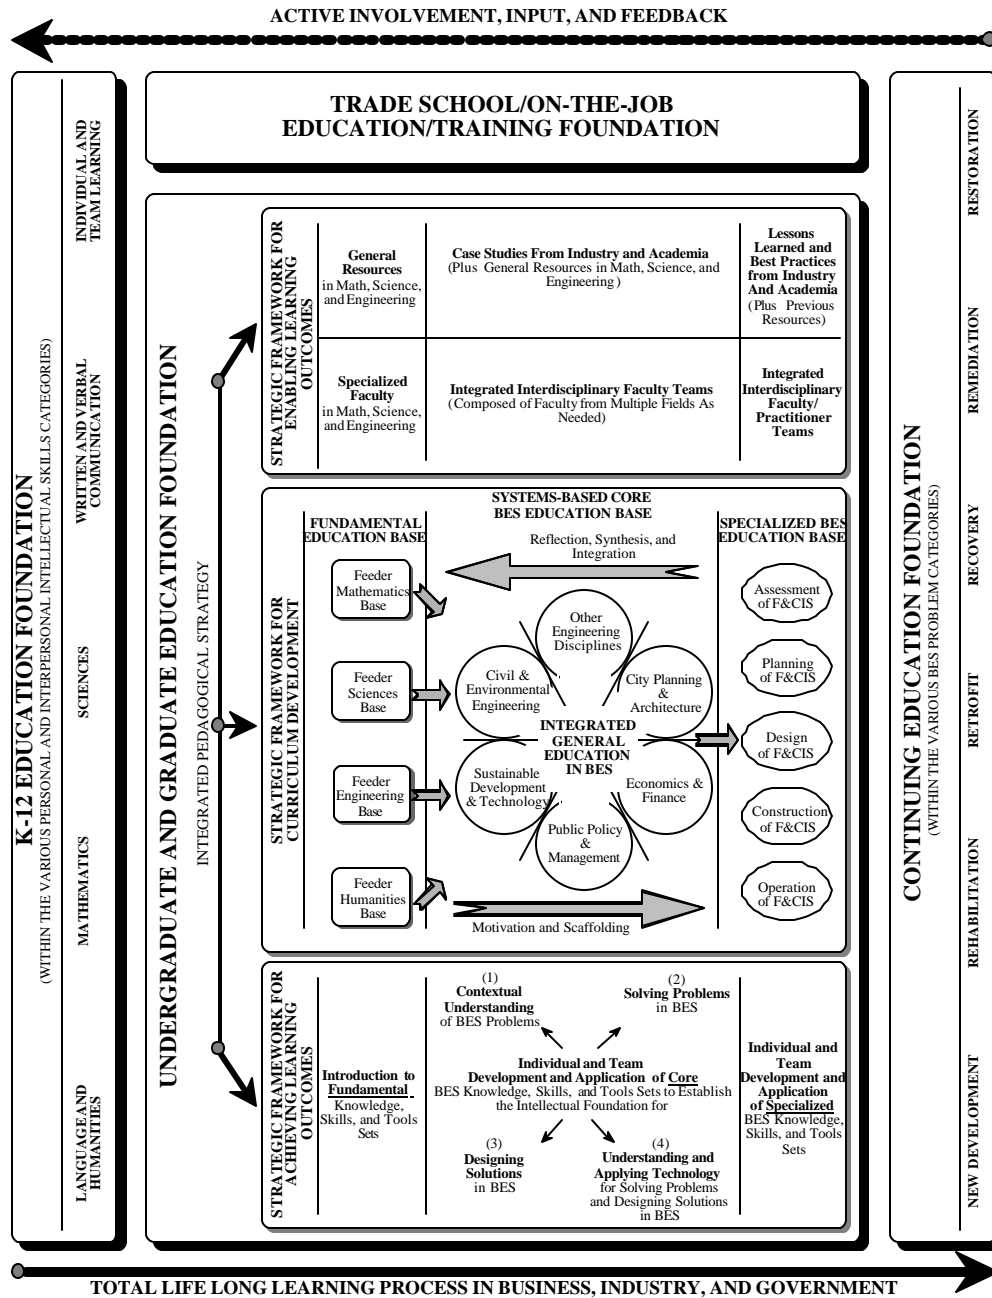 ACTIVE INVOLVEMENT, INPUT, AND FEEDBACK
K-12 EDUCATION FOUNDATION
(WITHIN THE VARIOUS PERSONAL AND INTERPERSONAL INTELLECTUAL SKILLS CATEGORIES)
INDIVIDUAL AND
TEAM LEARNING
WRITTEN AND VERBAL
COMMUNICATION
SCIENCES
MATHEMATICS
LANGUAGE AND
HUMANITIES
TRADE SCHOOL/ON-THE-JOB
EDUCATION/TRAINING FOUNDATION
UNDERGRADUATE AND GRADUATE EDUCATION FOUNDATION
INTEGRATED PEDAGOGICAL STRATEGY
STRATEGIC FRAMEWORK FOR
ENABLING LEARNING
OUTCOMES
General
Resources
in Math, Science,
and Engineering
Case Studies From Industry and Academia
(Plus General Resources in Math, Science, and
Engineering)
Lessons
Learned and
Best Practices
from Industry
And Academia
(Plus Previous
Resources)
Specialized
Faculty
in Math, Science,
and Engineering
Integrated Interdisciplinary Faculty Teams
(Composed of Faculty from Multiple Fields As
Needed)
Integrated
Interdisciplinary
Faculty/
Practitioner
Teams
STRATEGIC FRAMEWORK FOR
CURRICULUM DEVELOPMENT
FUNDAMENTAL
EDUCATION BASE
Feeder
Mathematics
Base
Feeder
Sciences
Base
Feeder
Engineering
Base
Feeder
Humanities
Base
SYSTEMS-BASED CORE
BES EDUCATION BASE
Reflection, Synthesis, and
Integration
Other
Engineering
Disciplines
Civil &
Environmental
Engineering
City Planning
&
Architecture
INTEGRATED
GENERAL
EDUCATION
IN BES
Sustainable
Development
& Technology
Economics &
Finance
Public Policy
&
Management
Motivation and Scaffolding
SPECIALIZED BES
EDUCATION BASE
Assessment
of F&CIS
Planning
of F&CIS
Design
of F&CIS
Construction
of F&CIS
Operation
of F&CIS
STRATEGIC FRAMEWORK FOR
ACHIEVING LEARNING
OUTCOMES
Introduction to
Fundamental
Knowledge,
Skills, and Tools
Sets
(1)
Contextual
Understanding
of BES Problems
(2)
Solving Problems
in BES
Individual and Team
Development and Application of Core
BES Knowledge, Skills, and Tools Sets to Establish
the Intellectual Foundation for
(3)
Designing
Solutions
in BES
(4)
Understanding and
Applying Technology
for Solving Problems
and Designing Solutions
in BES
Individual and
Team
Development and
Application
of Specialized
BES Knowledge,
Skills, and Tools
Sets
CONTINUING EDUCATION FOUNDATION
(WITHIN THE VARIOUS BES PROBLEM CATEGORIES)
RESTORATION
REMEDIATION
RECOVERY
RETROFIT
REHABILITATION
NEW DEVELOPMENT
TOTAL LIFE LONG LEARNING PROCESS IN BUSINESS, INDUSTRY, AND GOVERNMENT